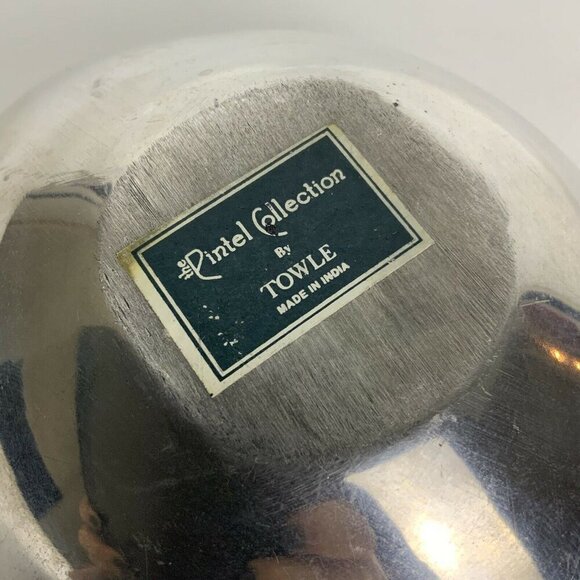 the Pintel Collection
By
TOWLE
MADE IN INDIA